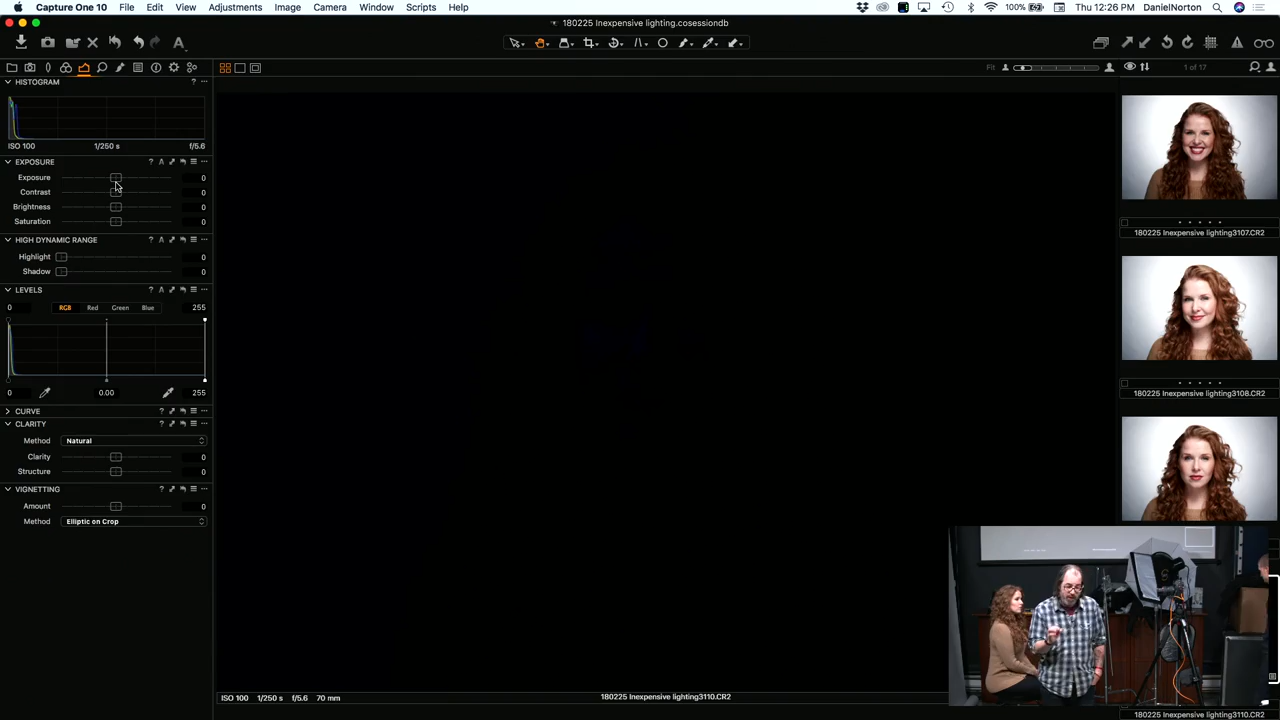 Capture One 10 File Edit View Adjustments Image Camera Window Scripts Help 100% Thu 12:26 PM DanielNorton
180225 Inexpensive lighting.cosessiondb
Fit 1 of 17
HISTOGRAM
ISO 100 1/250 s f/5.6
EXPOSURE
Exposure 0
Contrast 0
Brightness 0
Saturation 0
HIGH DYNAMIC RANGE
Highlight 0
Shadow 0
LEVELS
0 RGB Red Green Blue 255
0 0.00 255
CURVE
CLARITY
Method Natural
Clarity 0
Structure 0
VIGNETTING
Amount 0
Method Elliptic on Crop
180225 Inexpensive lighting3107.CR2
180225 Inexpensive lighting3108.CR2
ISO 100 1/250 s f/5.6 70 mm 180225 Inexpensive lighting3110.CR2
180225 Inexpensive lighting3110.CR2